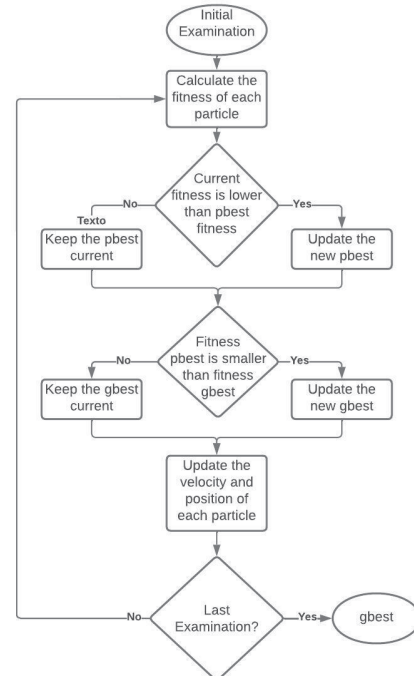 Initial
Examination
Calculate the
fitness of each
particle
Current
fitness is lower
than pbest
fitness
No
Yes
Texto
Keep the pbest
current
Update the
new pbest
Fitness
pbest is smaller
than fitness
gbest
No
Yes
Keep the gbest
current
Update the
new gbest
Update the
velocity and
position of
each particle
Last
Examination?
No
Yes
gbest